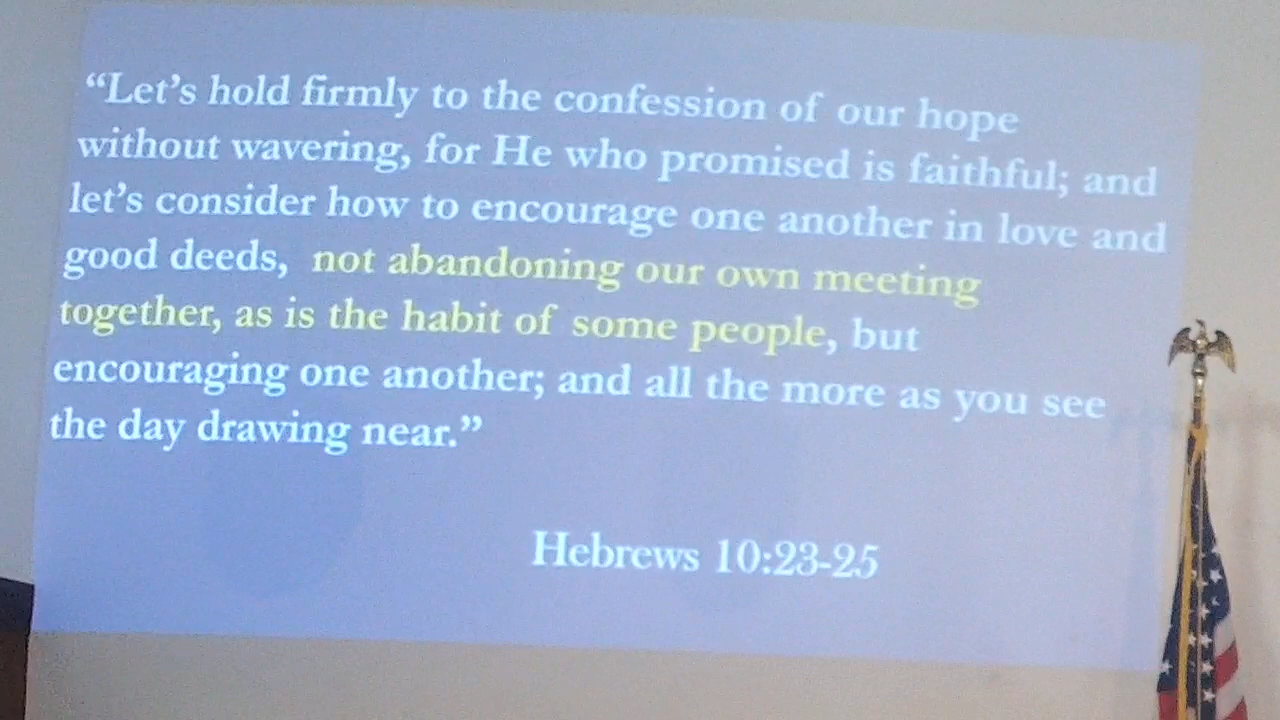 “Let’s hold firmly to the confession of our hope
without wavering, for He who promised is faithful; and
let’s consider how to encourage one another in love and
good deeds, not abandoning our own meeting
together, as is the habit of some people, but
encouraging one another; and all the more as you see
the day drawing near.”
Hebrews 10:23-25